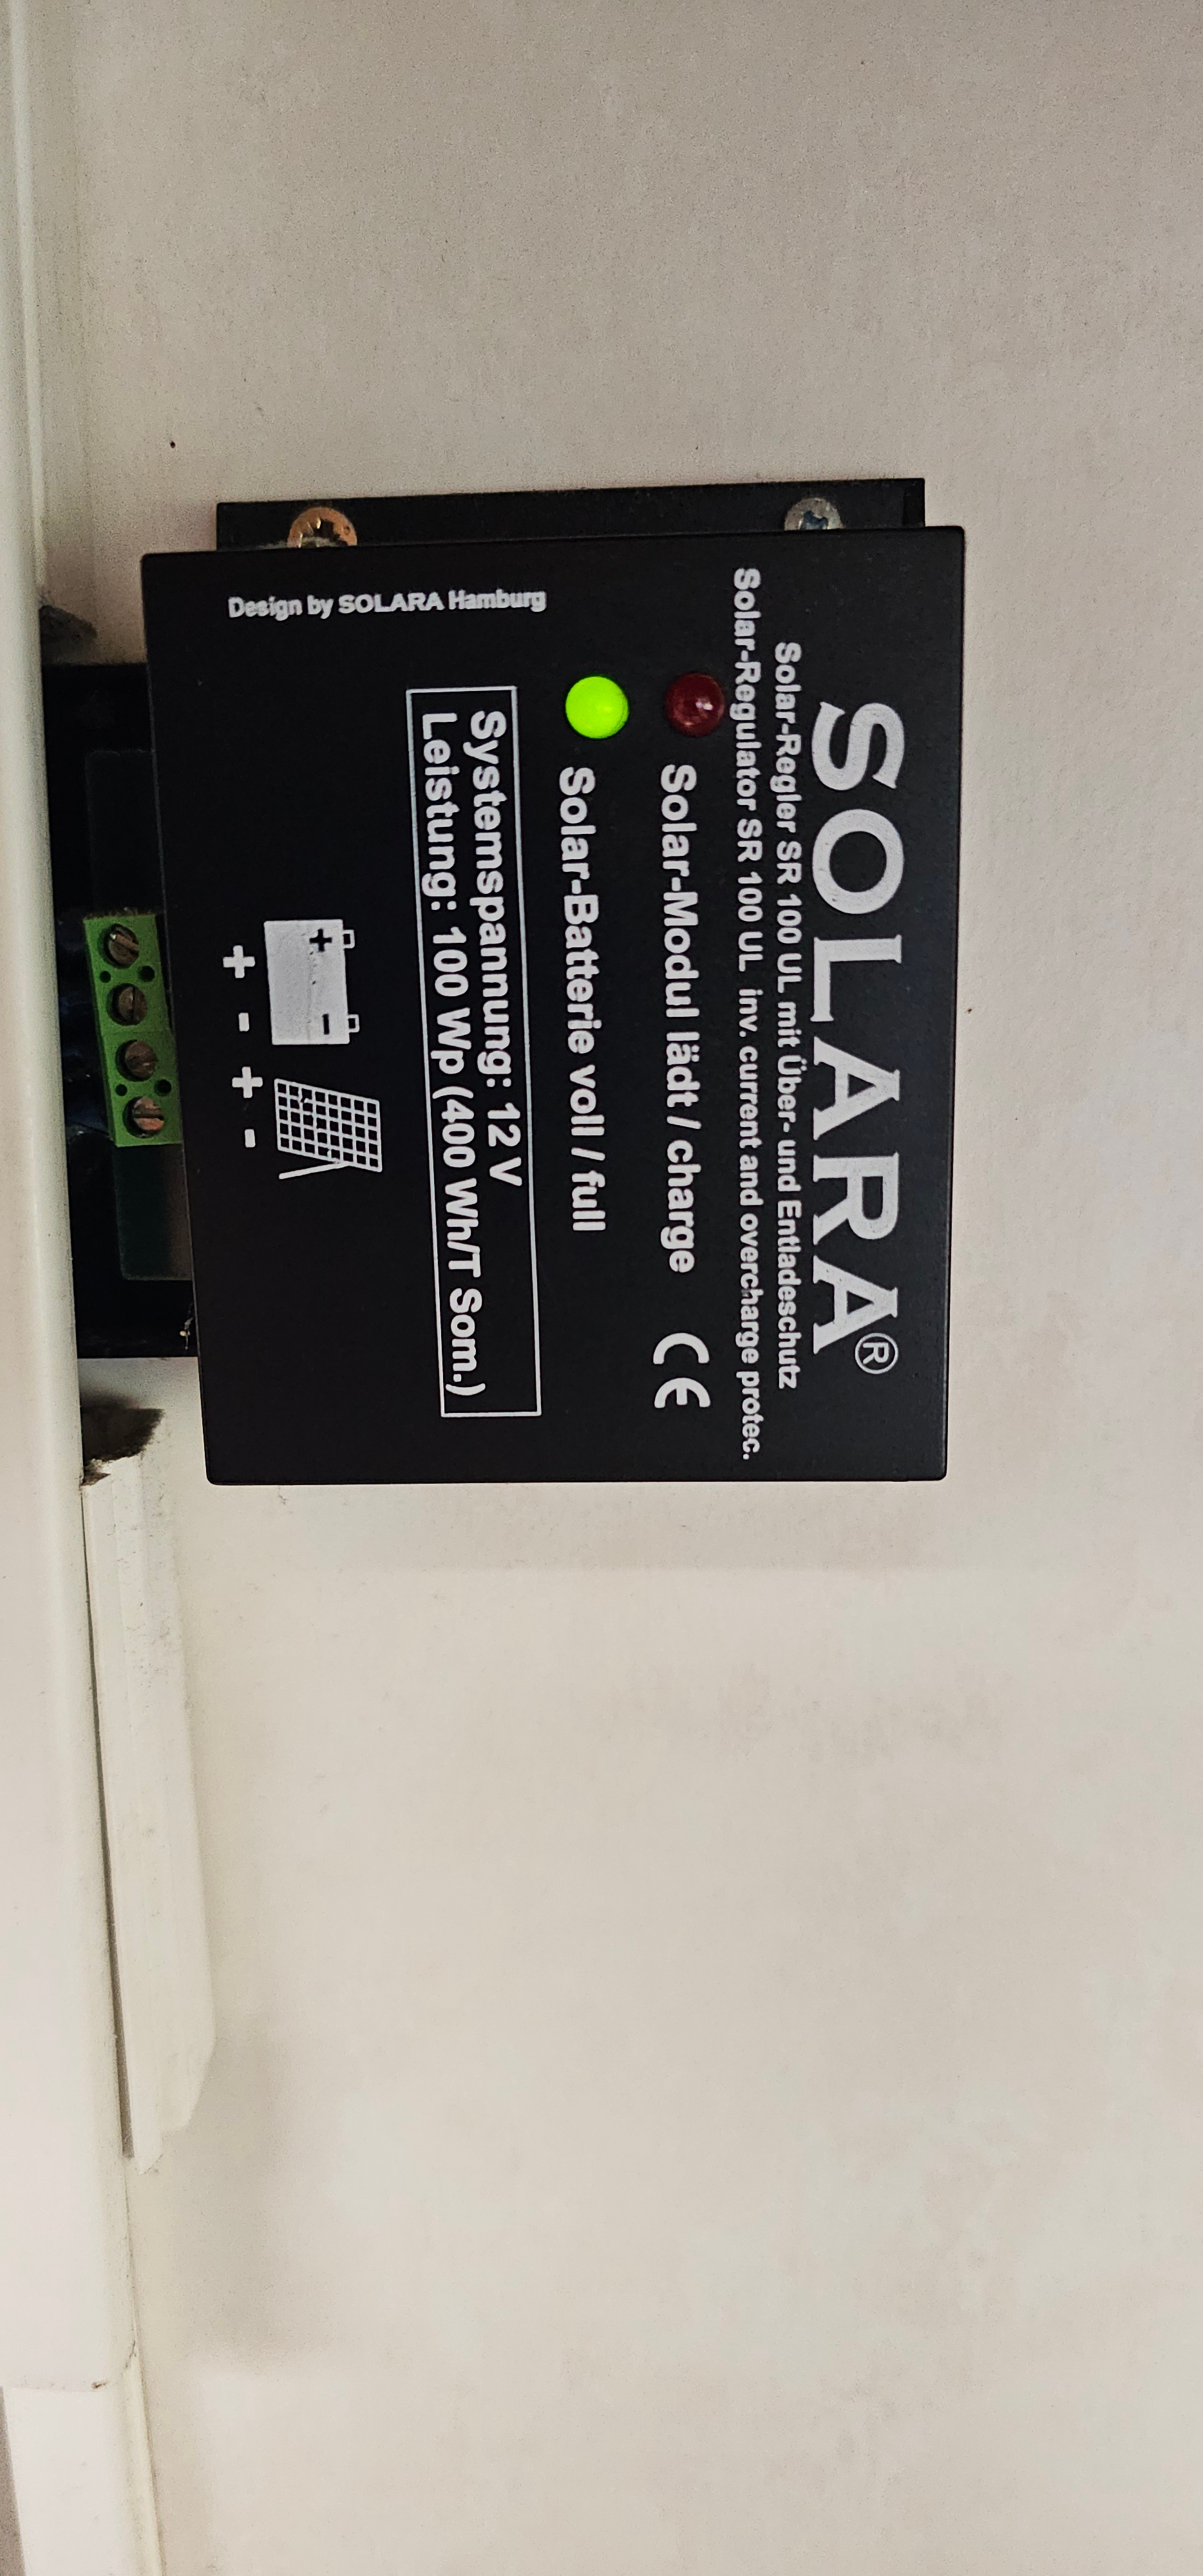 SOLARA®
Solar-Regler SR 100 UL mit Über- und Entladeschutz
Solar-Regulator SR 100 UL inv. current and overcharge protec.
Solar-Modul lädt / charge CE
Solar-Batterie voll / full
Systemspannung: 12 V
Leistung: 100 Wp (400 Wh/T Som.)
+ -
+ - + -
Design by SOLARA Hamburg